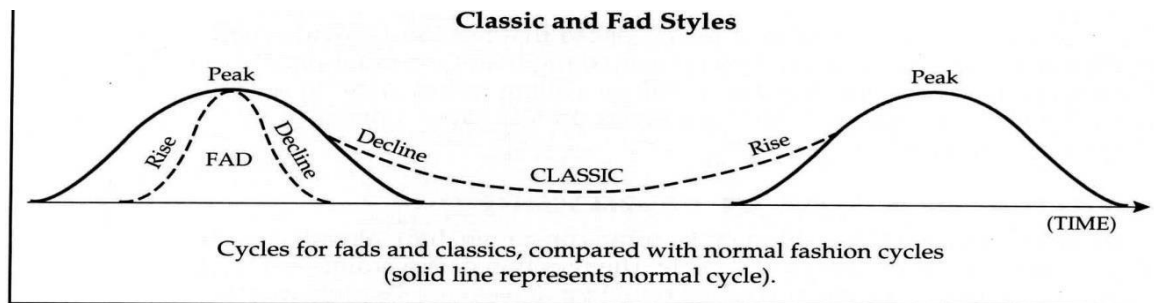 Classic and Fad Styles
Peak
Peak
Rise
FAD
Decline
Decline
CLASSIC
Rise
(TIME)
Cycles for fads and classics, compared with normal fashion cycles
(solid line represents normal cycle).